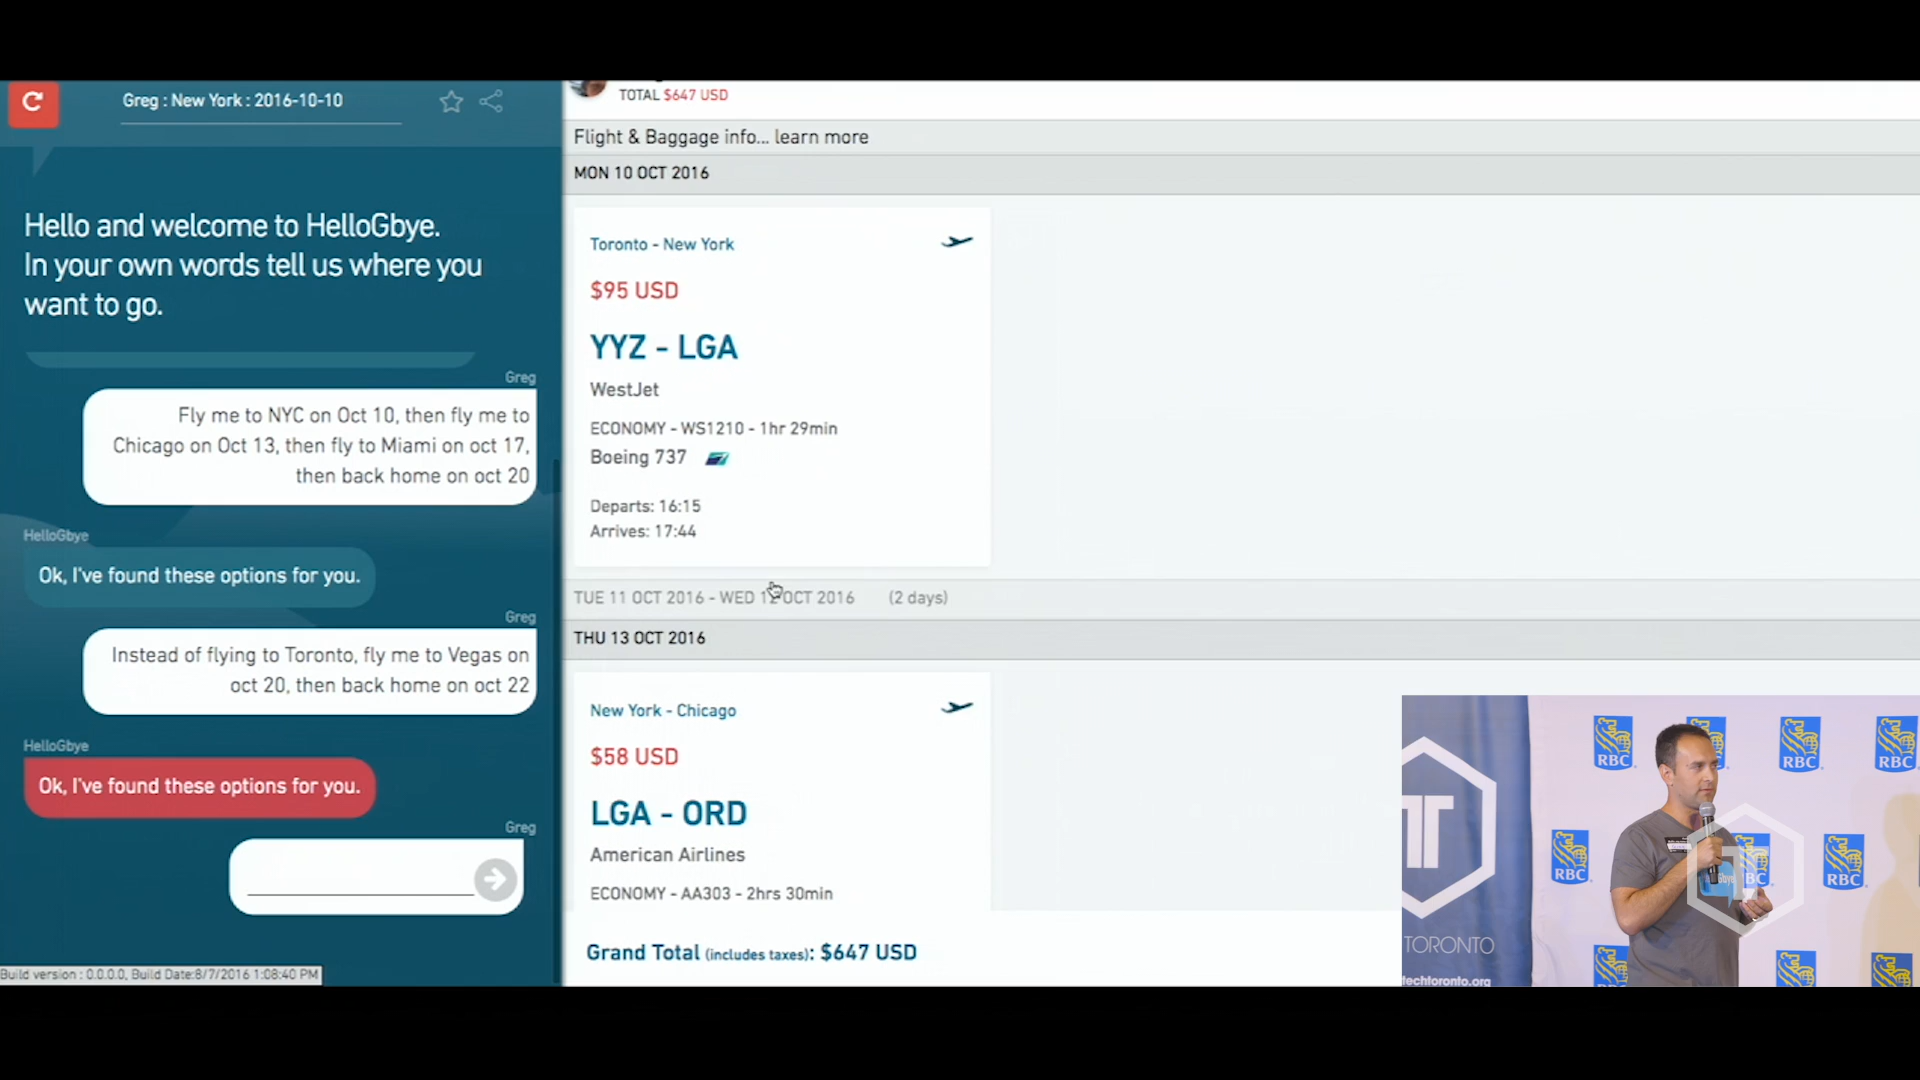 Greg : New York : 2016-10-10
Hello and welcome to HelloGbye.
In your own words tell us where you
want to go.
Greg
Fly me to NYC on Oct 10, then fly me to
Chicago on Oct 13, then fly to Miami on oct 17,
then back home on oct 20
HelloGbye
Ok, I've found these options for you.
Greg
Instead of flying to Toronto, fly me to Vegas on
oct 20, then back home on oct 22
HelloGbye
Ok, I've found these options for you.
Greg
Build version : 0.0.0.0, Build Date:8/7/2016 1:08:40 PM
TOTAL $647 USD
Flight & Baggage info... learn more
MON 10 OCT 2016
Toronto - New York
$95 USD
YYZ - LGA
WestJet
ECONOMY - WS1210 - 1hr 29min
Boeing 737
Departs: 16:15
Arrives: 17:44
TUE 11 OCT 2016 - WED 12 OCT 2016 (2 days)
THU 13 OCT 2016
New York - Chicago
$58 USD
LGA - ORD
American Airlines
ECONOMY - AA303 - 2hrs 30min
Grand Total (includes taxes): $647 USD
RBC
RBC
RBC
RBC
RBC
TORONTO
techtoronto.org